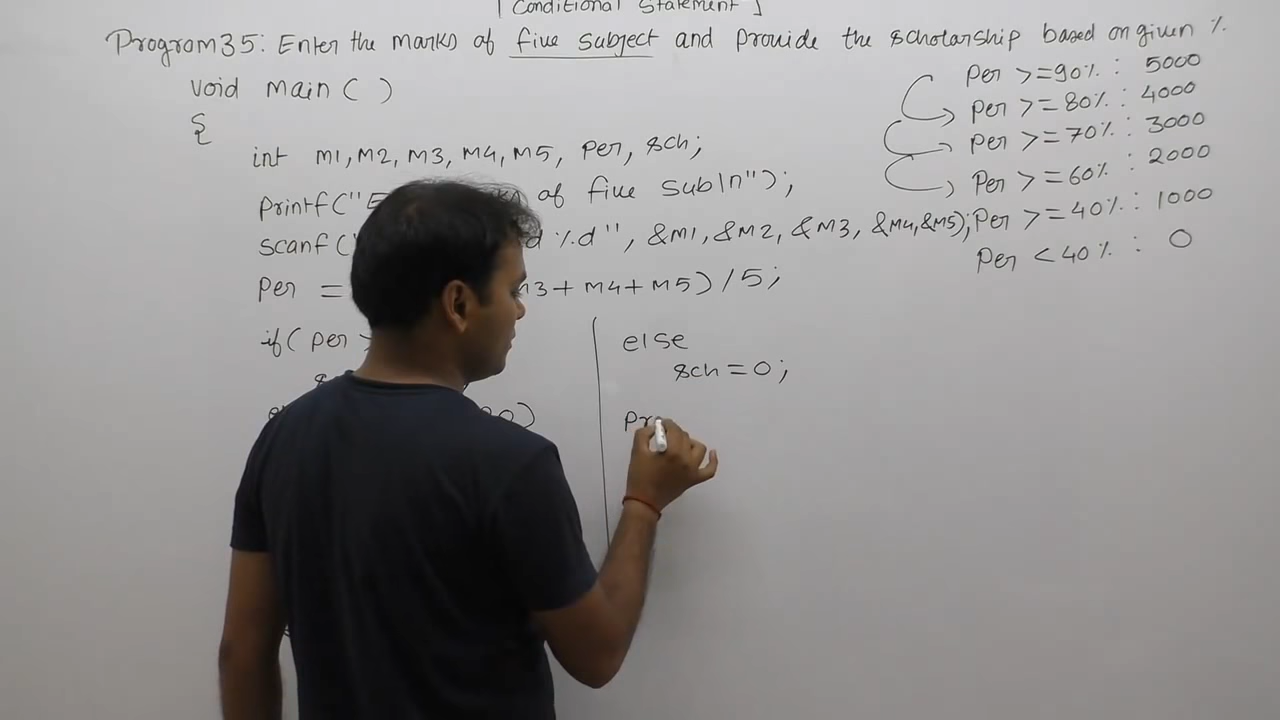 [Conditional Statement]
Program 35: Enter the marks of five subject and provide the scholarship based on given %.
void main( )
{
int m1, m2, m3, m4, m5, per, sch;
printf("E marks of five sub\n");
scanf(" d %d", &m1, &m2, &m3, &m4, &m5);
per = m3+m4+m5)/5;
if( per >
else
sch = 0;
pr
per >=90% : 5000
per >=80% : 4000
per >=70% : 3000
per >=60% : 2000
per >=40% : 1000
per <40% : 0